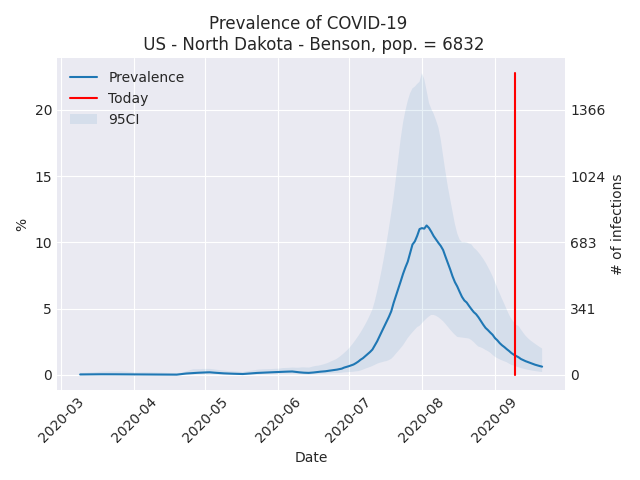 Prevalence of COVID-19
US - North Dakota - Benson, pop. = 6832
Prevalence
Today
95CI
%
20
15
10
5
0
1366
1024
683
341
0
# of infections
2020-03
2020-04
2020-05
2020-06
2020-07
2020-08
2020-09
Date